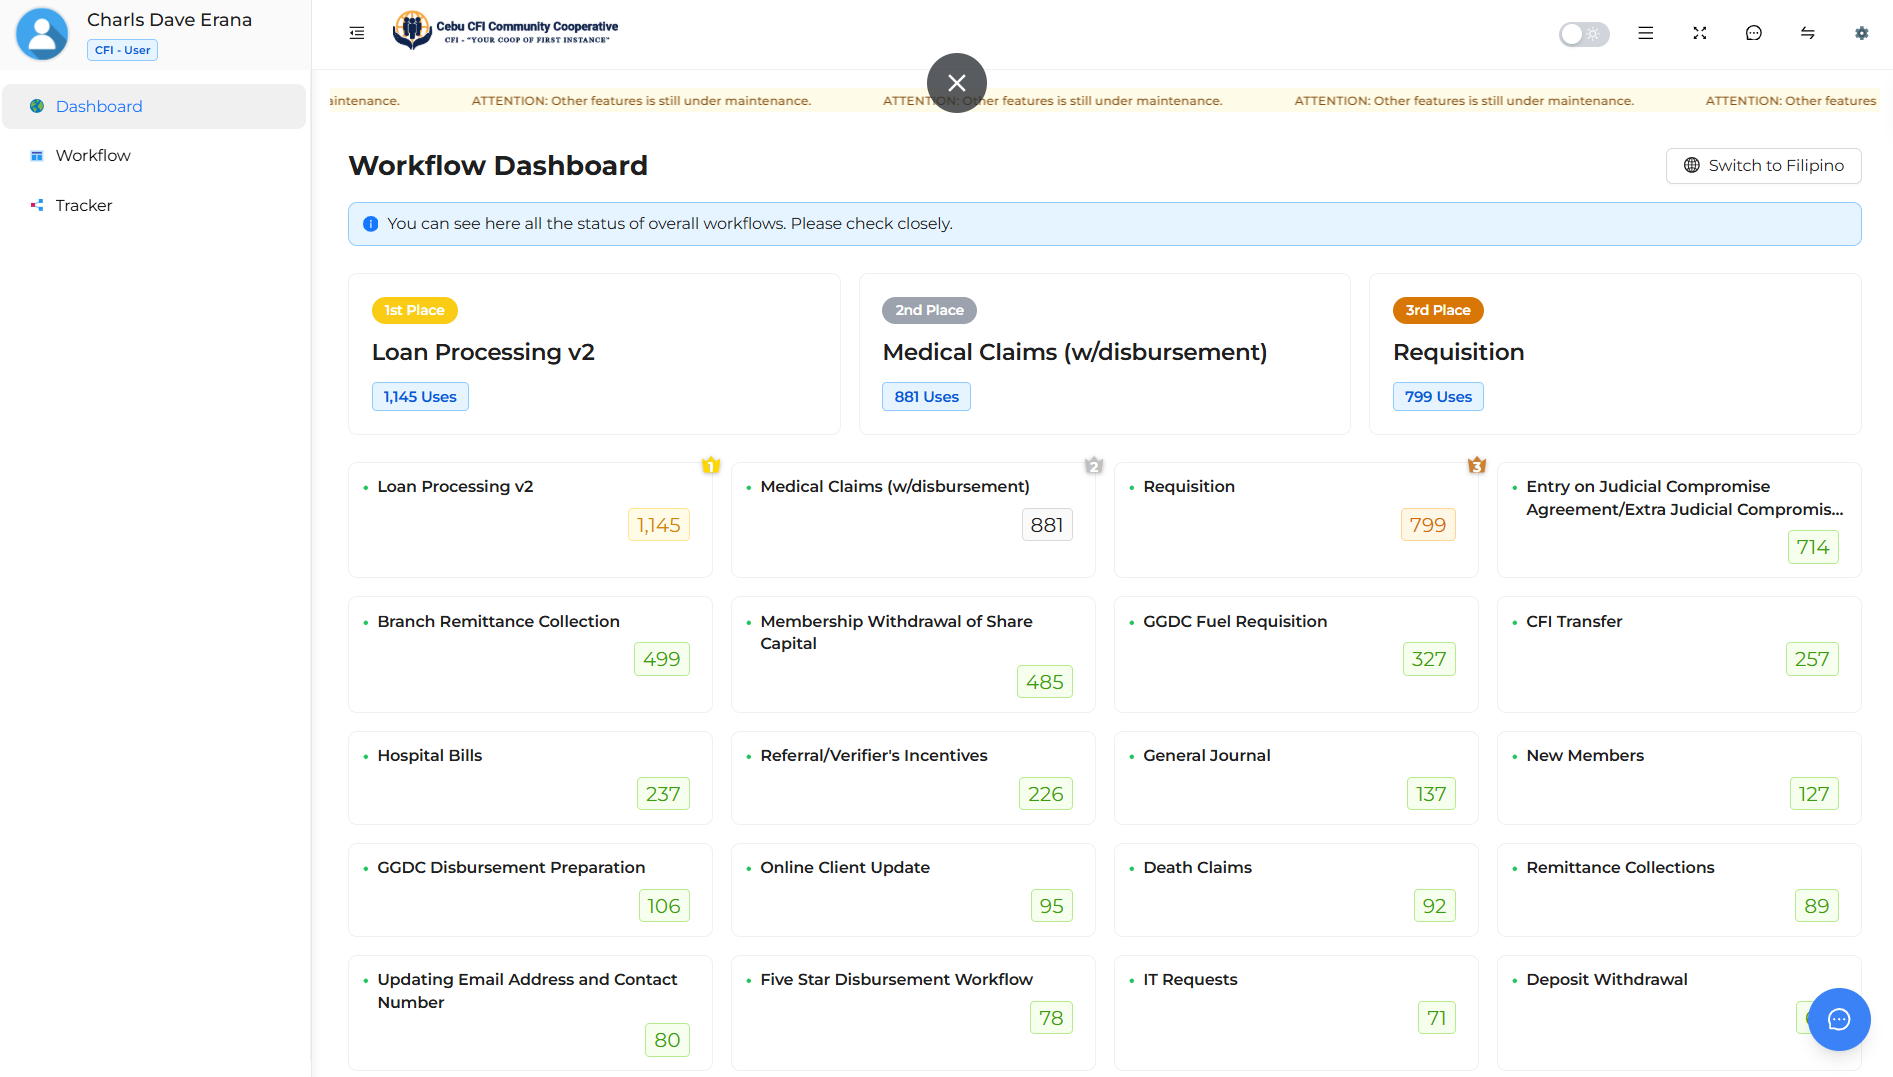 Charls Dave Erana
CFI - User
Dashboard
Workflow
Tracker
Cebu CFI Community Cooperative
CFI - "YOUR COOP OF FIRST INSTANCE"
aintenance. ATTENTION: Other features is still under maintenance. ATTENTION: Other features is still under maintenance. ATTENTION: Other features is still under maintenance. ATTENTION: Other features
Workflow Dashboard
Switch to Filipino
You can see here all the status of overall workflows. Please check closely.
1st Place
Loan Processing v2
1,145 Uses
2nd Place
Medical Claims (w/disbursement)
881 Uses
3rd Place
Requisition
799 Uses
1
Loan Processing v2
1,145
2
Medical Claims (w/disbursement)
881
3
Requisition
799
Entry on Judicial Compromise
Agreement/Extra Judicial Compromis...
714
Branch Remittance Collection
499
Membership Withdrawal of Share
Capital
485
GGDC Fuel Requisition
327
CFI Transfer
257
Hospital Bills
237
Referral/Verifier's Incentives
226
General Journal
137
New Members
127
GGDC Disbursement Preparation
106
Online Client Update
95
Death Claims
92
Remittance Collections
89
Updating Email Address and Contact
Number
80
Five Star Disbursement Workflow
78
IT Requests
71
Deposit Withdrawal